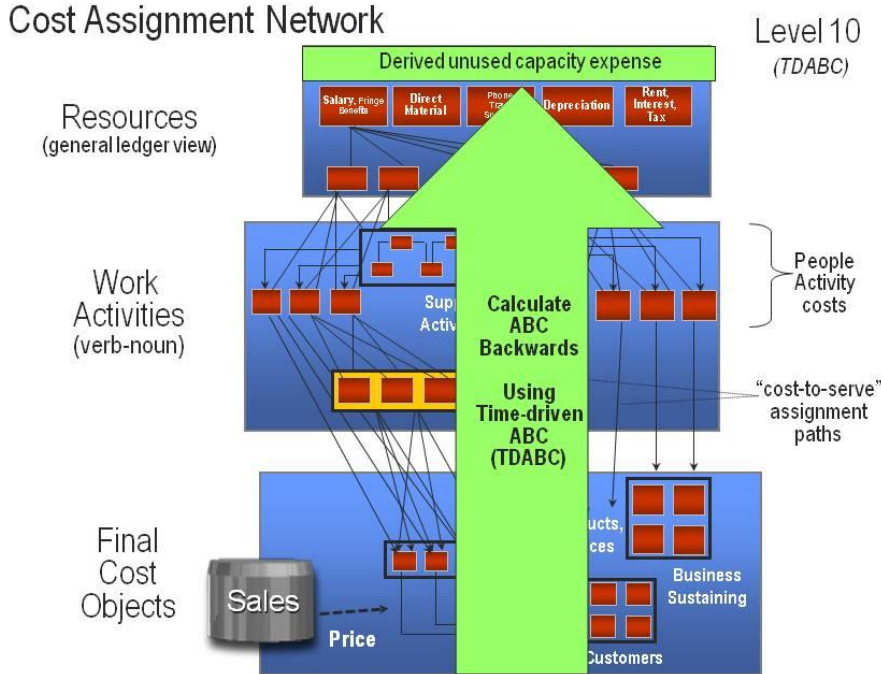 Cost Assignment Network
Level 10
(TDABC)
Derived unused capacity expense
Resources
(general ledger view)
Salary, Fringe
Benefits
Direct
Material
Phone
Depreciation
Rent,
Interest,
Tax
Work
Activities
(verb-noun)
People
Activity
costs
Calculate
ABC
Backwards
Using
Time-driven
ABC
(TDABC)
“cost-to-serve”
assignment
paths
Final
Cost
Objects
Sales
Price
Business
Sustaining
Customers